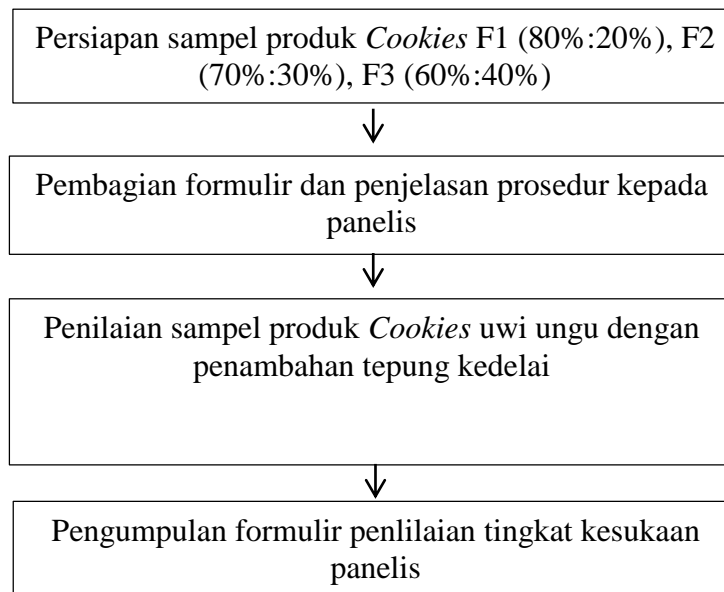 Persiapan sampel produk Cookies F1 (80%:20%), F2
(70%:30%), F3 (60%:40%)
Pembagian formulir dan penjelasan prosedur kepada
panelis
Penilaian sampel produk Cookies uwi ungu dengan
penambahan tepung kedelai
Pengumpulan formulir penlilaian tingkat kesukaan
panelis